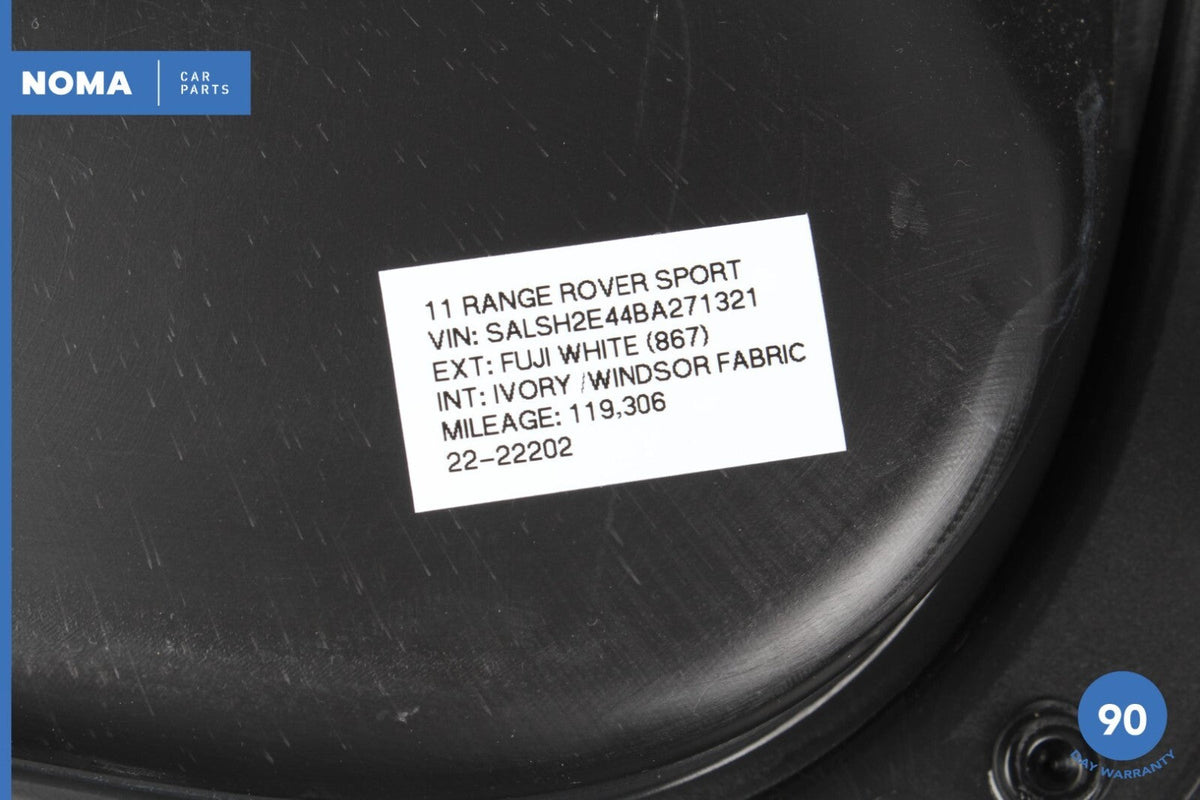 NOMA
CAR
PARTS
11 RANGE ROVER SPORT
VIN: SALSH2E44BA271321
EXT: FUJI WHITE (867)
INT: IVORY /WINDSOR FABRIC
MILEAGE: 119,306
22-22202
90
DAY WARRANTY